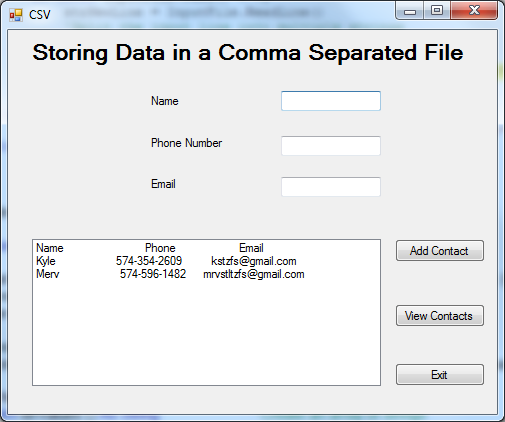 CSV
Storing Data in a Comma Separated File
Name
Phone Number
Email
Name Phone Email
Kyle 574-354-2609 kstzfs@gmail.com
Merv 574-596-1482 mrvstltzfs@gmail.com
Add Contact
View Contacts
Exit